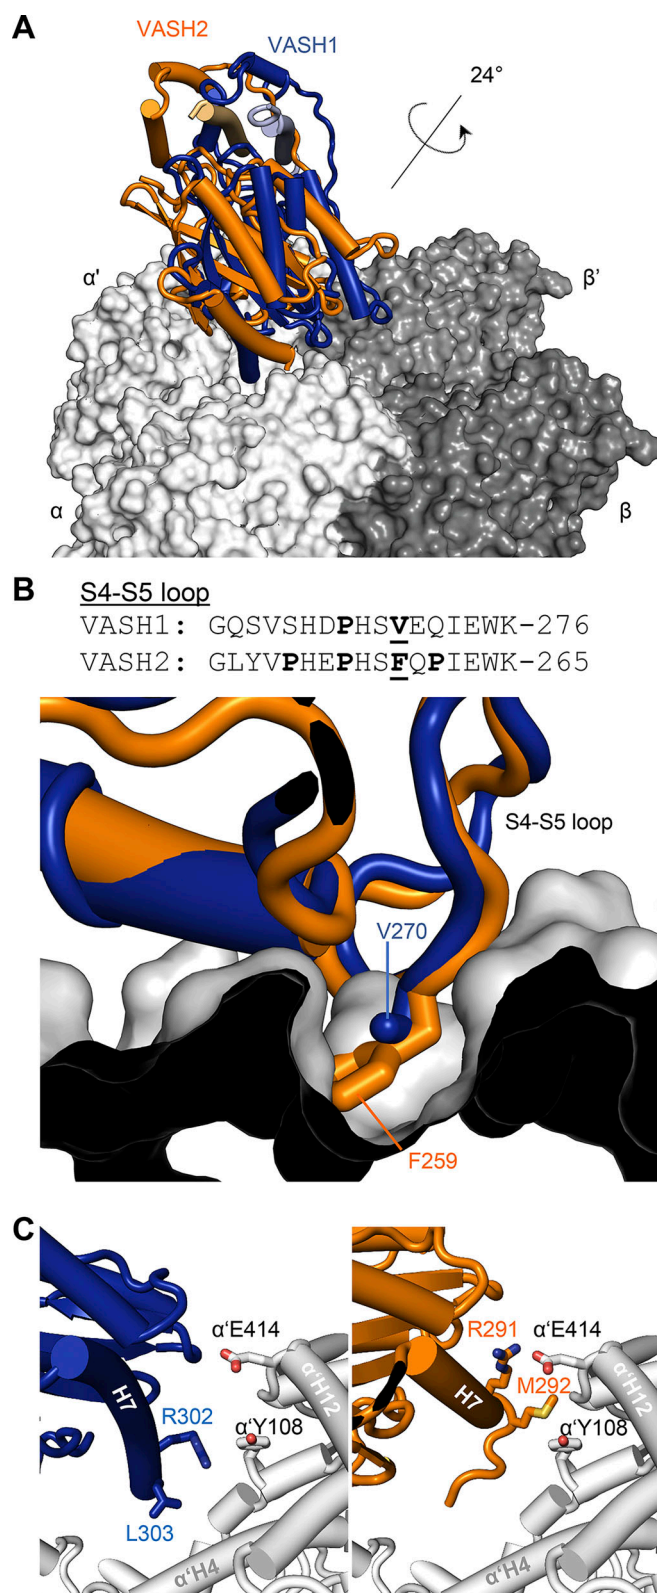 A
VASH2
VASH1
24°
α'
β’
α
β
B
S4-S5 loop
VASH1: GQSVSHDPHSVEQIEWK-276
VASH2: GLYVPHEPHSFQPIEWK-265
S4-S5 loop
V270
F259
C
α‘E414
H7
α‘H12
R302
α‘Y108
L303
α‘H4
R291
α‘E414
M292
H7
α‘H12
α‘Y108
α‘H4